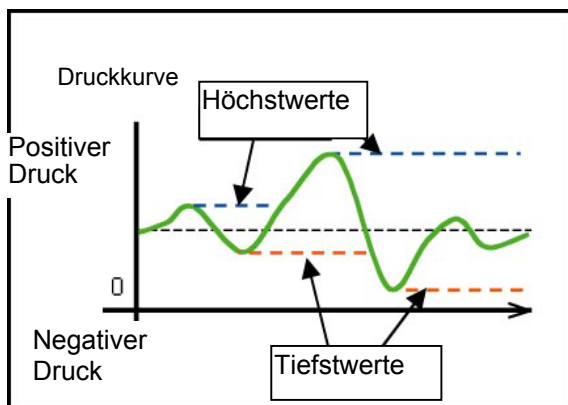 Druckkurve
Höchstwerte
Positiver
Druck
0
Negativer
Druck
Tiefstwerte